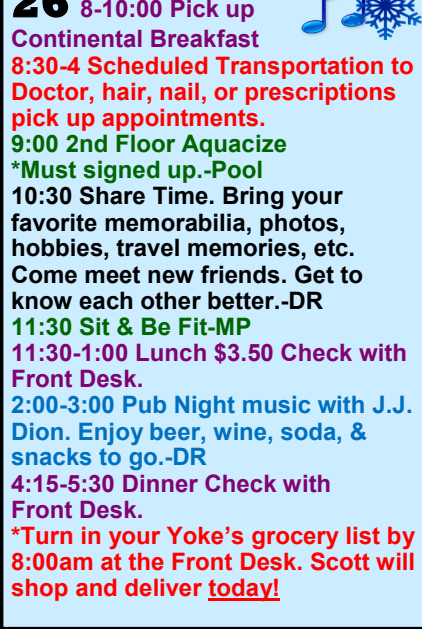 26 8-10:00 Pick up
Continental Breakfast
8:30-4 Scheduled Transportation to
Doctor, hair, nail, or prescriptions
pick up appointments.
9:00 2nd Floor Aquacize
*Must signed up.-Pool
10:30 Share Time. Bring your
favorite memorabilia, photos,
hobbies, travel memories, etc.
Come meet new friends. Get to
know each other better.-DR
11:30 Sit & Be Fit-MP
11:30-1:00 Lunch $3.50 Check with
Front Desk.
2:00-3:00 Pub Night music with J.J.
Dion. Enjoy beer, wine, soda, &
snacks to go.-DR
4:15-5:30 Dinner Check with
Front Desk.
*Turn in your Yoke’s grocery list by
8:00am at the Front Desk. Scott will
shop and deliver today!